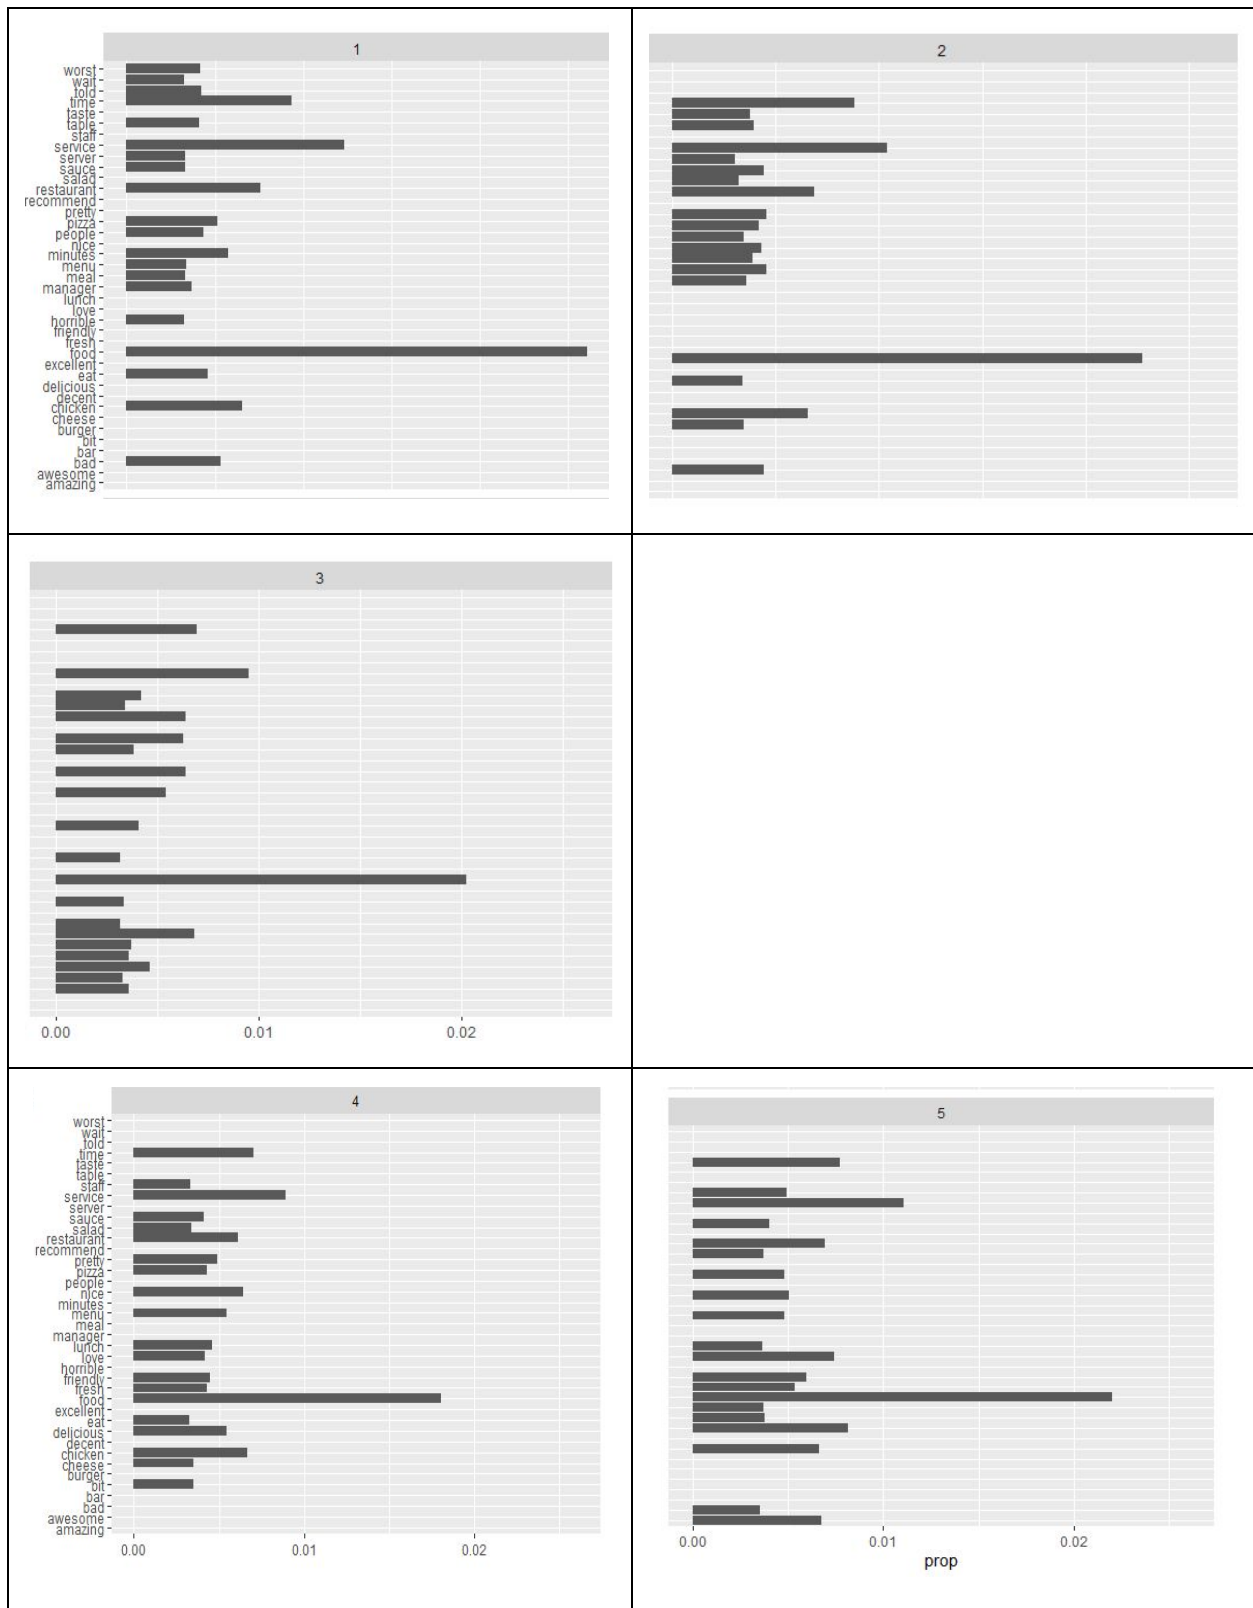 1
worst
wait
told
time
taste
table
staff
service
server
sauce
salad
restaurant
recommend
pretty
pizza
people
nice
minutes
menu
meal
manager
lunch
love
horrible
friendly
fresh
food
excellent
eat
delicious
decent
chicken
cheese
burger
bit
bar
bad
awesome
amazing
2
3
0.00 0.01 0.02
4
worst
wait
told
time
taste
table
staff
service
server
sauce
salad
restaurant
recommend
pretty
pizza
people
nice
minutes
menu
meal
manager
lunch
love
horrible
friendly
fresh
food
excellent
eat
delicious
decent
chicken
cheese
burger
bit
bar
bad
awesome
amazing
0.00 0.01 0.02
5
0.00 0.01 0.02
prop